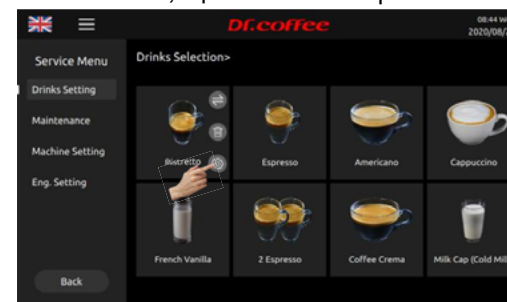 Dr.coffee
08:44 W
2020/08/
Service Menu
Drinks Selection>
Drinks Setting
Maintenance
Machine Setting
Eng. Setting
Ristretto
Espresso
Americano
Cappuccino
French Vanilla
2 Espresso
Coffee Crema
Milk Cap (Cold Mil
Back